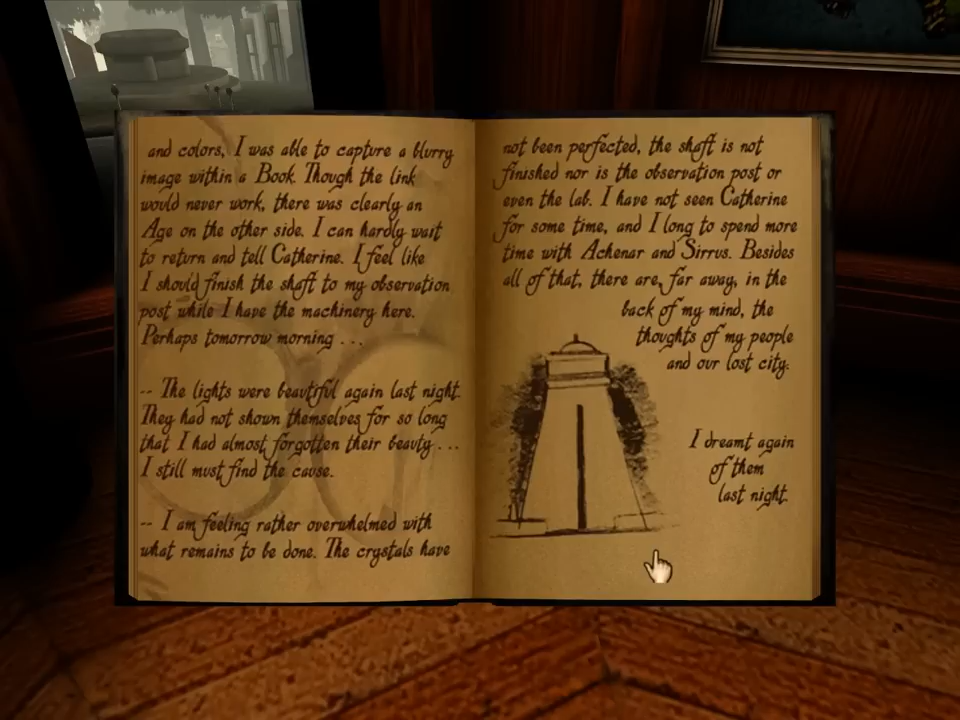 and colors, I was able to capture a blurry
image within a Book. Though the link
would never work, there was clearly an
Age on the other side. I can hardly wait
to return and tell Catherine. I feel like
I should finish the shaft to my observation
post while I have the machinery here.
Perhaps tomorrow morning . . .
-- The lights were beautiful again last night.
They had not shown themselves for so long
that I had almost forgotten their beauty . . .
I still must find the cause.
-- I am feeling rather overwhelmed with
what remains to be done. The crystals have
not been perfected, the shaft is not
finished nor is the observation post or
even the lab. I have not seen Catherine
for some time, and I long to spend more
time with Achenar and Sirrus. Besides
all of that, there are, far away, in the
back of my mind, the
thoughts of my people
and our lost city.
I dreamt again
of them
last night.